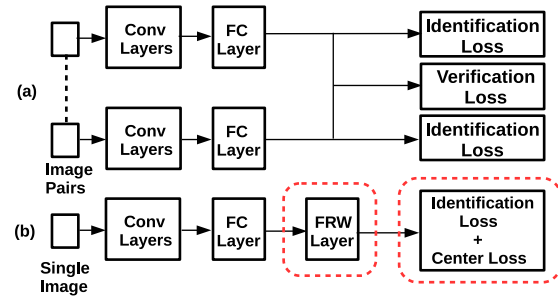 Conv Layers
FC Layer
Identification Loss
(a)
Verification Loss
Conv Layers
FC Layer
Identification Loss
Image Pairs
(b)
Conv Layers
FC Layer
FRW Layer
Identification Loss + Center Loss
Single Image